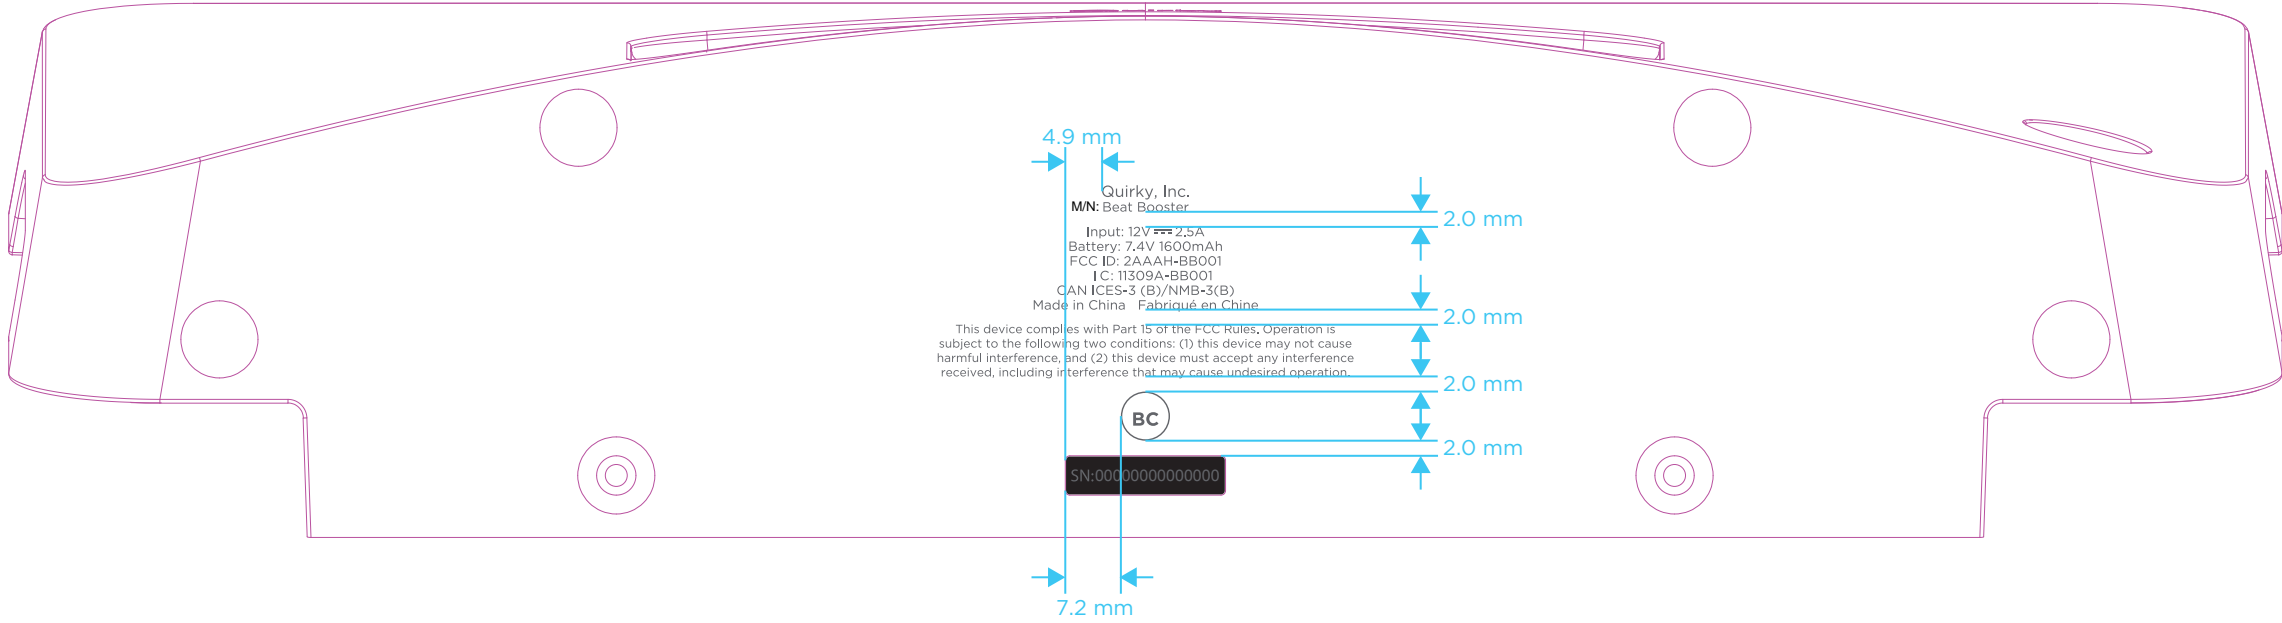 4.9 mm
Quirky, Inc.
M/N: Beat Booster
2.0 mm
Input: 12V ⎓ 2.5A
Battery: 7.4V 1600mAh
FCC ID: 2AAAH-BB001
IC: 11309A-BB001
CAN ICES-3 (B)/NMB-3(B)
Made in China Fabriqué en Chine
2.0 mm
This device complies with Part 15 of the FCC Rules. Operation is
subject to the following two conditions: (1) this device may not cause
harmful interference, and (2) this device must accept any interference
received, including interference that may cause undesired operation.
2.0 mm
BC
2.0 mm
SN:00000000000000
7.2 mm